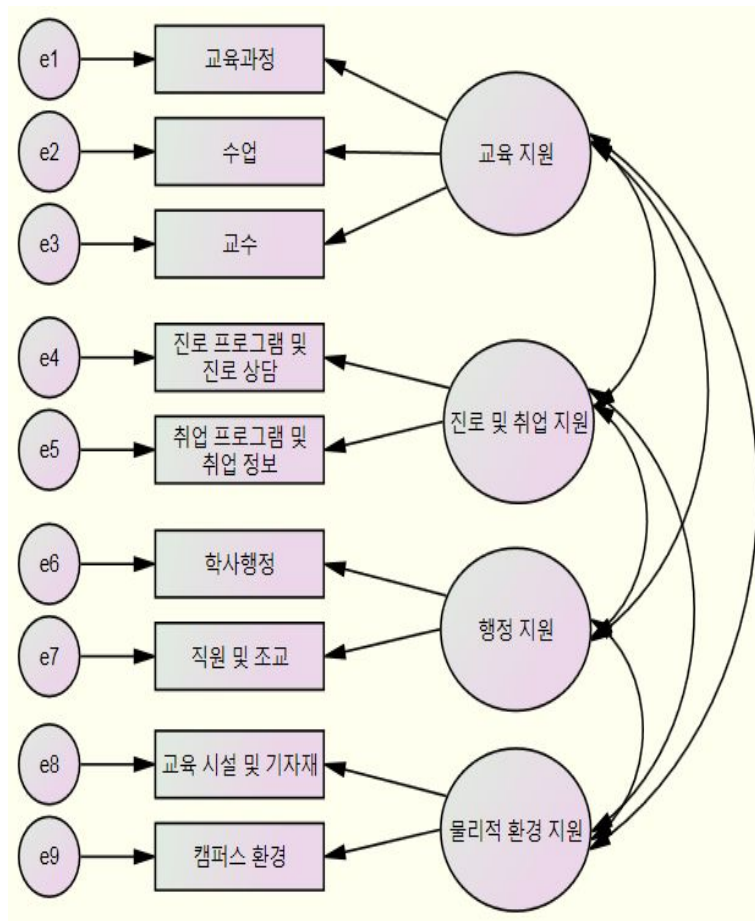 e1
교육과정
e2
수업
교육 지원
e3
교수
e4
진로 프로그램 및
진로 상담
진로 및 취업 지원
e5
취업 프로그램 및
취업 정보
e6
학사행정
행정 지원
e7
직원 및 조교
e8
교육 시설 및 기자재
물리적 환경 지원
e9
캠퍼스 환경